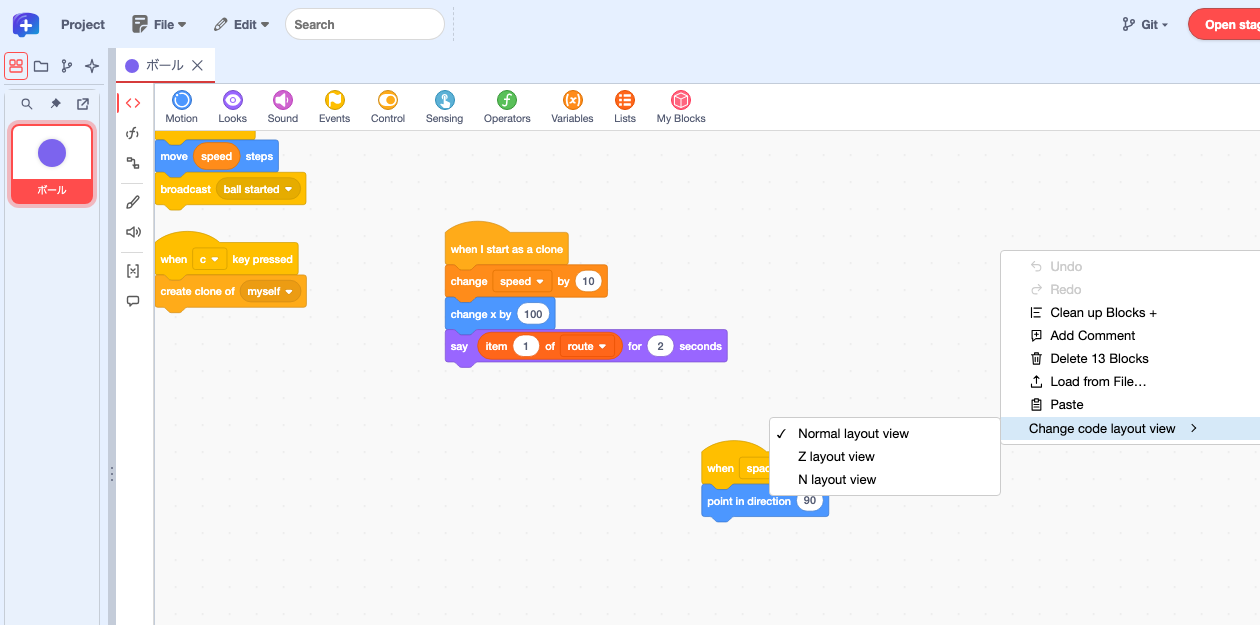 Project
File
Edit
Search
Git
Open stag
ボール
Motion
Looks
Sound
Events
Control
Sensing
Operators
Variables
Lists
My Blocks
ボール
move speed steps
broadcast ball started
when c key pressed
create clone of myself
when I start as a clone
change speed by 10
change x by 100
say item 1 of route for 2 seconds
when spac
point in direction 90
Normal layout view
Z layout view
N layout view
Undo
Redo
Clean up Blocks +
Add Comment
Delete 13 Blocks
Load from File…
Paste
Change code layout view